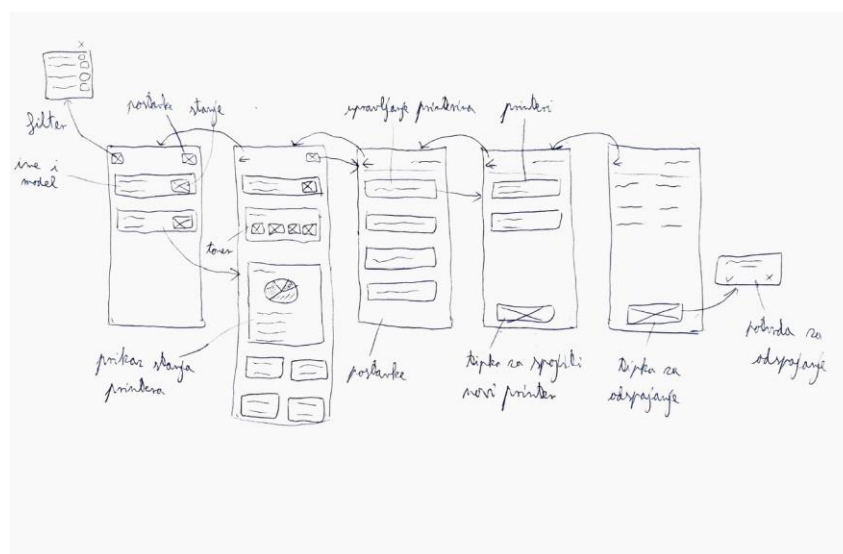 filter
postavke
stanje
upravljanje printerima
printeri
ime i
model
toner
prikaz stanja
printera
postavke
tipka za spojiti
novi printer
tipka za
odspajanje
potvrda za
odspajanje